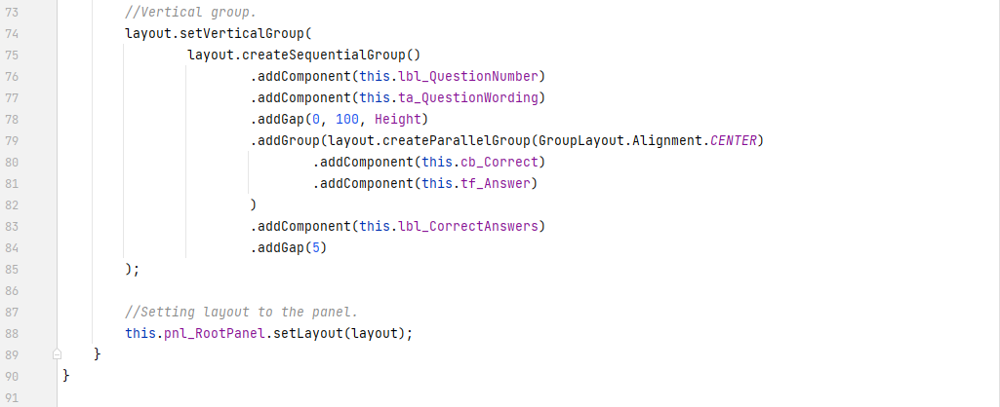 73 //Vertical group.
74 layout.setVerticalGroup(
75 layout.createSequentialGroup()
76 .addComponent(this.lbl_QuestionNumber)
77 .addComponent(this.ta_QuestionWording)
78 .addGap(0, 100, Height)
79 .addGroup(layout.createParallelGroup(GroupLayout.Alignment.CENTER)
80 .addComponent(this.cb_Correct)
81 .addComponent(this.tf_Answer)
82 )
83 .addComponent(this.lbl_CorrectAnswers)
84 .addGap(5)
85 );
86
87 //Setting layout to the panel.
88 this.pnl_RootPanel.setLayout(layout);
89 }
90 }
91